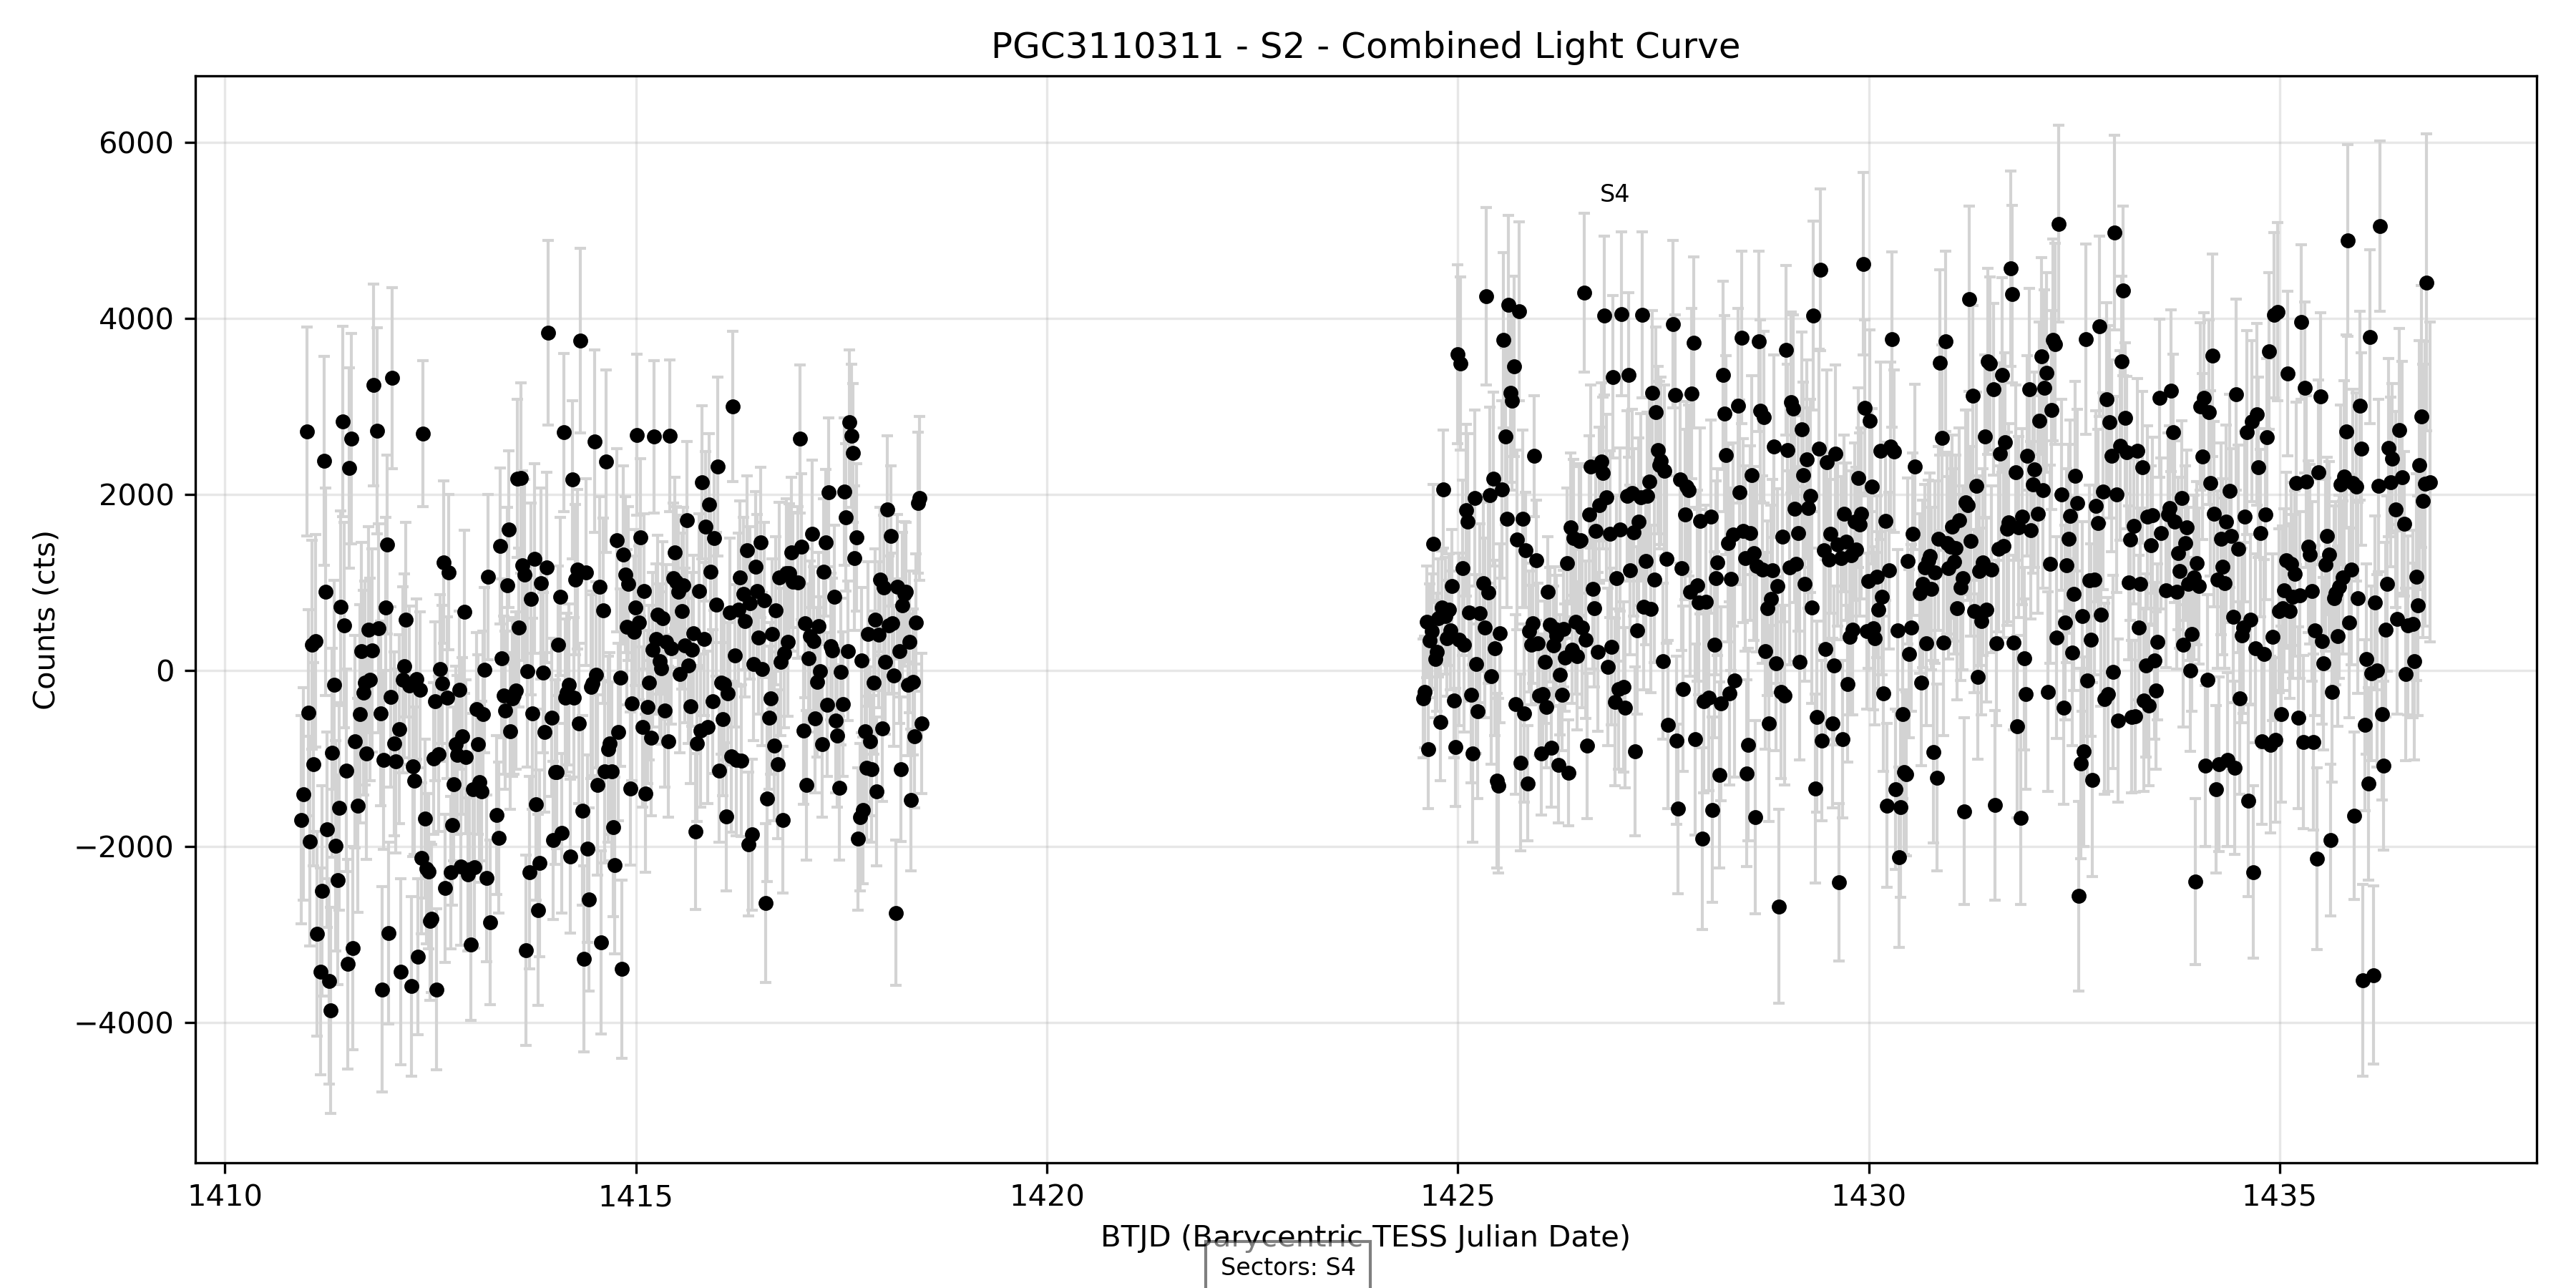 PGC3110311 - S2 - Combined Light Curve
6000
4000
2000
0
−2000
−4000
Counts (cts)
S4
1410 1415 1420 1425 1430 1435
BTJD (Barycentric TESS Julian Date)
Sectors: S4